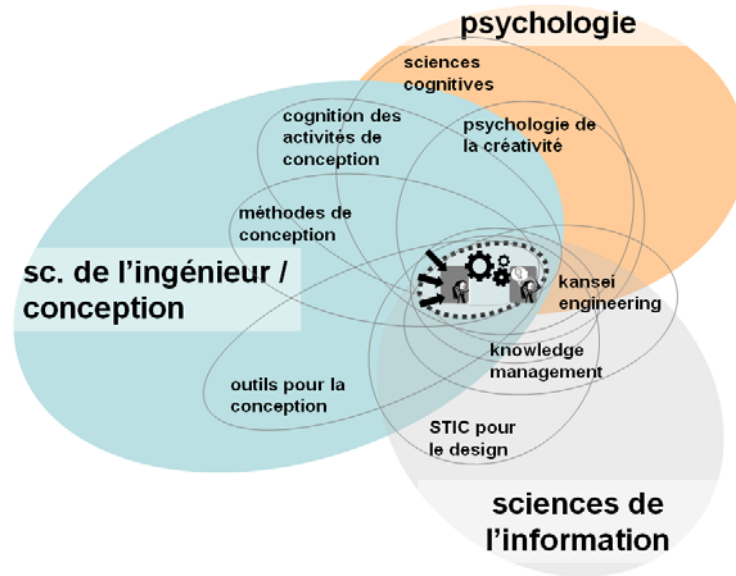 psychologie
sciences
cognitives
cognition des
activités de
conception
psychologie de
la créativité
méthodes de
conception
sc. de l'ingénieur /
conception
kansei
engineering
knowledge
management
outils pour la
conception
STIC pour
le design
sciences de
l'information